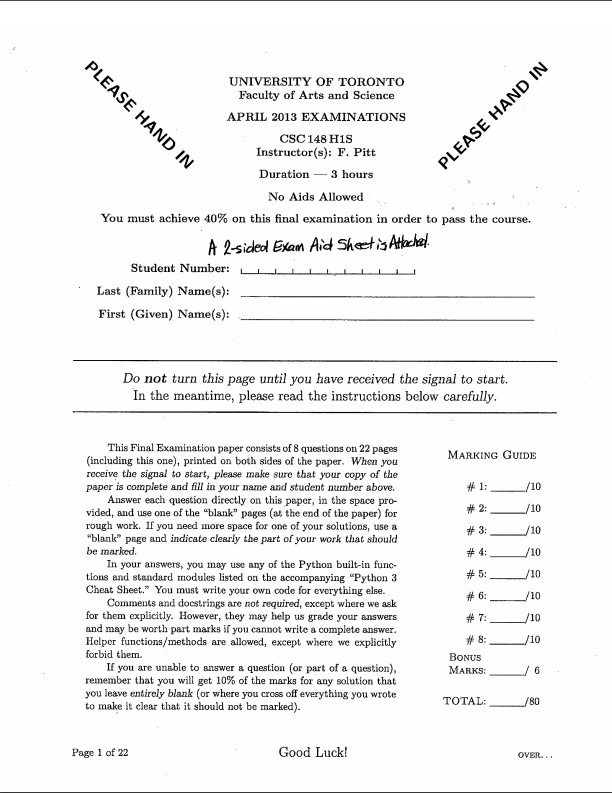 PLEASE HAND IN
PLEASE HAND IN
UNIVERSITY OF TORONTO
Faculty of Arts and Science
APRIL 2013 EXAMINATIONS
CSC 148 H1S
Instructor(s): F. Pitt
Duration — 3 hours
No Aids Allowed
You must achieve 40% on this final examination in order to pass the course.
A 2-sided Exam Aid Sheet is Attached.
Student Number:
Last (Family) Name(s):
First (Given) Name(s):
Do not turn this page until you have received the signal to start.
In the meantime, please read the instructions below carefully.
This Final Examination paper consists of 8 questions on 22 pages
(including this one), printed on both sides of the paper. When you
receive the signal to start, please make sure that your copy of the
paper is complete and fill in your name and student number above.
Answer each question directly on this paper, in the space pro-
vided, and use one of the “blank” pages (at the end of the paper) for
rough work. If you need more space for one of your solutions, use a
“blank” page and indicate clearly the part of your work that should
be marked.
In your answers, you may use any of the Python built-in func-
tions and standard modules listed on the accompanying “Python 3
Cheat Sheet.” You must write your own code for everything else.
Comments and docstrings are not required, except where we ask
for them explicitly. However, they may help us grade your answers
and may be worth part marks if you cannot write a complete answer.
Helper functions/methods are allowed, except where we explicitly
forbid them.
If you are unable to answer a question (or part of a question),
remember that you will get 10% of the marks for any solution that
you leave entirely blank (or where you cross off everything you wrote
to make it clear that it should not be marked).
MARKING GUIDE
# 1: ______/10
# 2: ______/10
# 3: ______/10
# 4: ______/10
# 5: ______/10
# 6: ______/10
# 7: ______/10
# 8: ______/10
BONUS
MARKS: ______/ 6
TOTAL: ______/80
Page 1 of 22
Good Luck!
OVER...